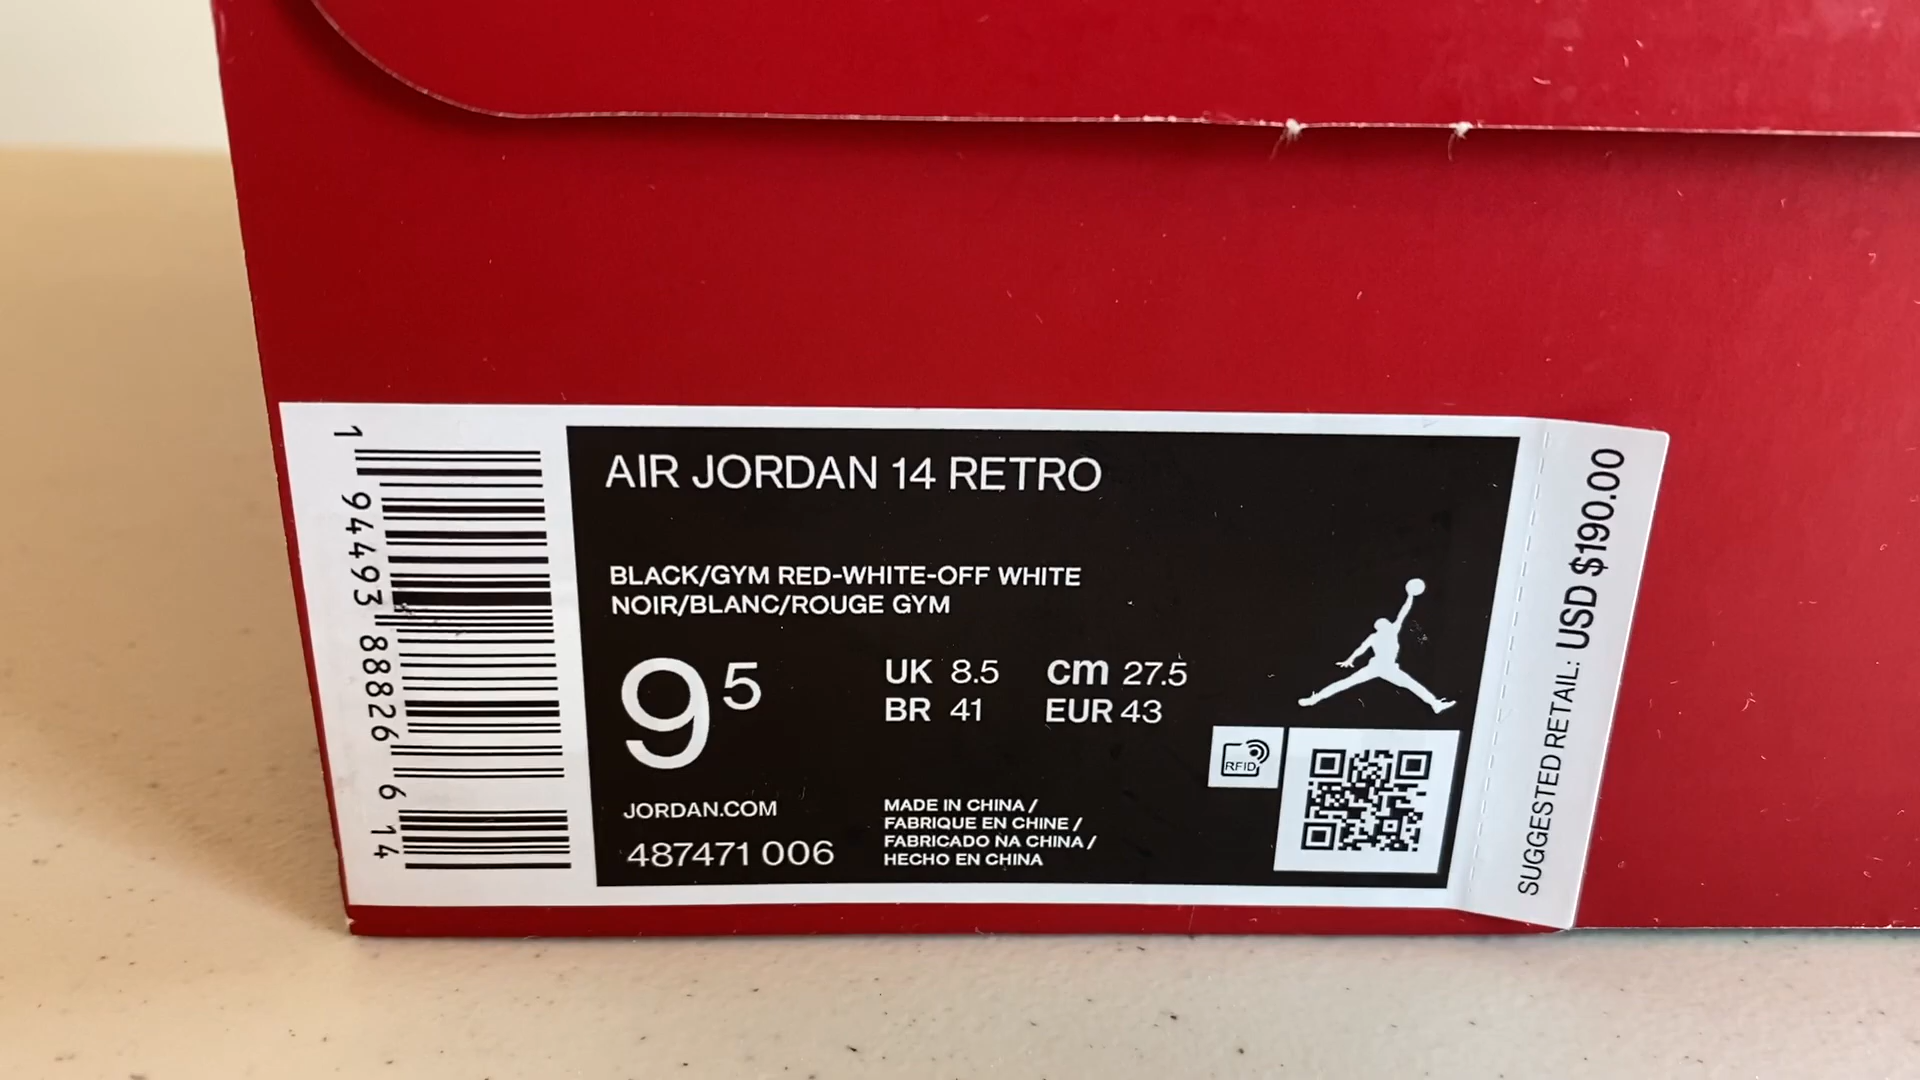 AIR JORDAN 14 RETRO
BLACK/GYM RED-WHITE-OFF WHITE
NOIR/BLANC/ROUGE GYM
9 5
UK 8.5 cm 27.5
BR 41 EUR 43
RFID
JORDAN.COM
487471 006
MADE IN CHINA /
FABRIQUE EN CHINE /
FABRICADO NA CHINA /
HECHO EN CHINA
1 94493 88826 6 14
SUGGESTED RETAIL: USD $190.00